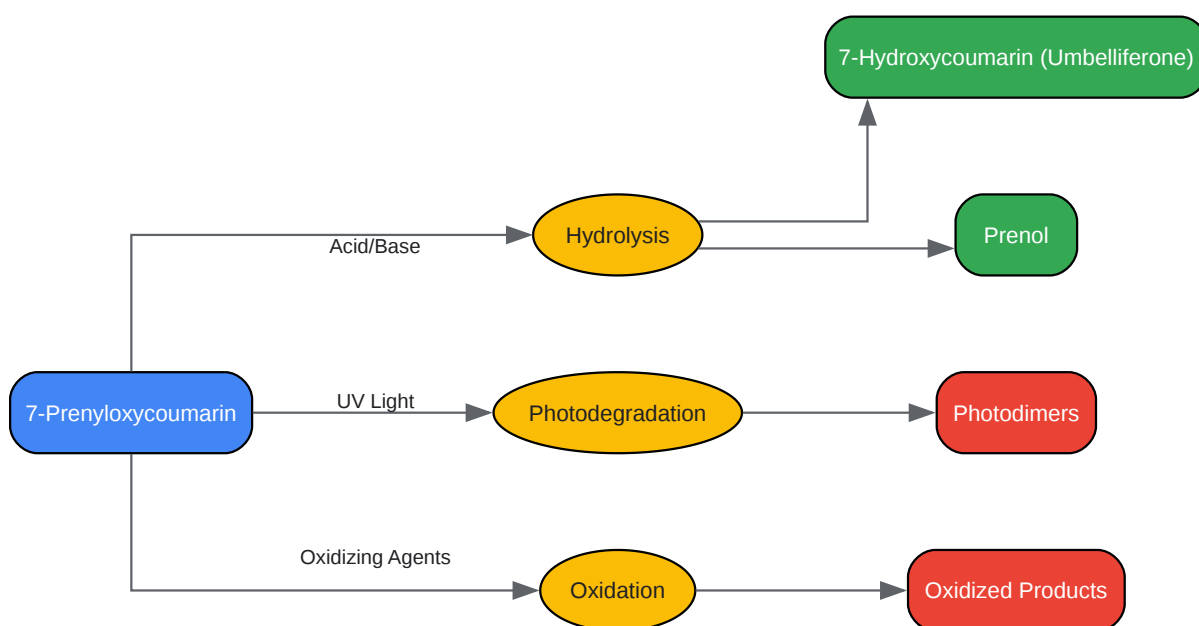 7-Hydroxycoumarin (Umbelliferone)
Hydrolysis
Prenol
Acid/Base
7-Prenyloxycoumarin
UV Light
Photodegradation
Photodimers
Oxidizing Agents
Oxidation
Oxidized Products